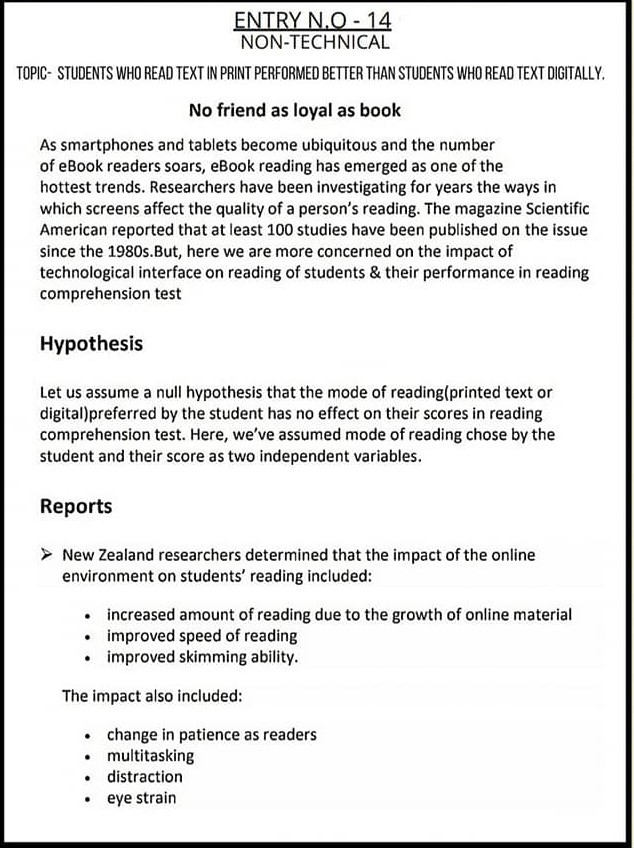 ENTRY N.O - 14
NON-TECHNICAL
TOPIC- STUDENTS WHO READ TEXT IN PRINT PERFORMED BETTER THAN STUDENTS WHO READ TEXT DIGITALLY.
No friend as loyal as book
As smartphones and tablets become ubiquitous and the number
of eBook readers soars, eBook reading has emerged as one of the
hottest trends. Researchers have been investigating for years the ways in
which screens affect the quality of a person's reading. The magazine Scientific
American reported that at least 100 studies have been published on the issue
since the 1980s.But, here we are more concerned on the impact of
technological interface on reading of students & their performance in reading
comprehension test
Hypothesis
Let us assume a null hypothesis that the mode of reading(printed text or
digital)preferred by the student has no effect on their scores in reading
comprehension test. Here, we've assumed mode of reading chose by the
student and their score as two independent variables.
Reports
➢ New Zealand researchers determined that the impact of the online
environment on students' reading included:
• increased amount of reading due to the growth of online material
• improved speed of reading
• improved skimming ability.
The impact also included:
• change in patience as readers
• multitasking
• distraction
• eye strain